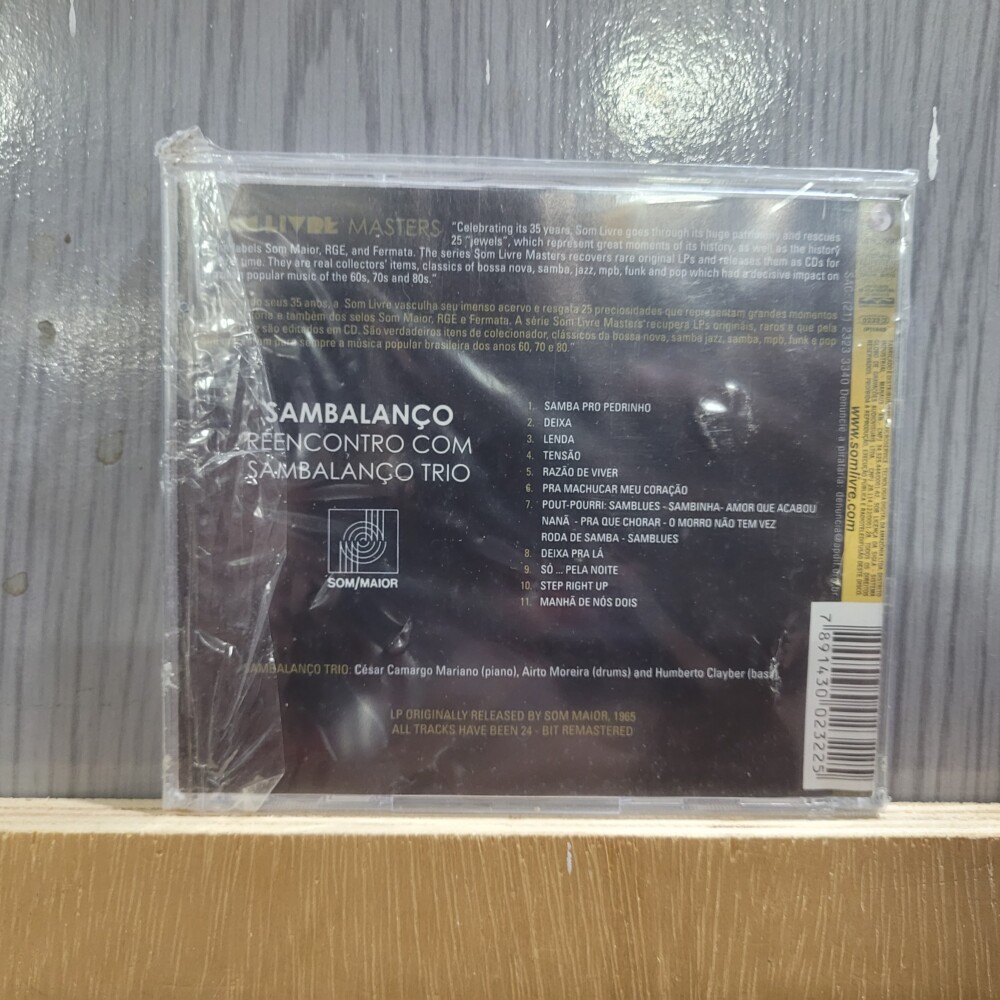 LIVRE MASTERS "Celebrating its 35 years, Som Livre goes through its huge patrimony and rescues
25 "jewels", which represent great moments of its history, as well as the history
labels Som Maior, RGE, and Fermata. The series Som Livre Masters recovers rare original LPs and releases them as CDs for
time. They are real collectors' items, classics of bossa nova, samba, jazz, mpb, funk and pop which had a decisive impact on
popular music of the 60s, 70s and 80s."
seus 35 anos, a Som Livre vasculha seu imenso acervo e resgata 25 preciosidades que representam grandes momentos
e também dos selos Som Maior, RGE e Fermata. A série Som Livre Masters recupera LPs originais, raros e que pela
são editados em CD. São verdadeiros itens de colecionador, clássicos da bossa nova, samba jazz, samba, mpb, funk e pop
sempre a música popular brasileira dos anos 60, 70 e 80."
SAMBALANÇO
REENCONTRO COM
SAMBALANÇO TRIO
SOM/MAIOR
1. SAMBA PRO PEDRINHO
2. DEIXA
3. LENDA
4. TENSÃO
5. RAZÃO DE VIVER
6. PRA MACHUCAR MEU CORAÇÃO
7. POUT-POURRI: SAMBLUES - SAMBINHA- AMOR QUE ACABOU
NANÃ - PRA QUE CHORAR - O MORRO NÃO TEM VEZ
RODA DE SAMBA - SAMBLUES
8. DEIXA PRA LÁ
9. SÓ ... PELA NOITE
10. STEP RIGHT UP
11. MANHÃ DE NÓS DOIS
SAMBALANÇO TRIO: César Camargo Mariano (piano), Airto Moreira (drums) and Humberto Clayber (bass).
LP ORIGINALLY RELEASED BY SOM MAIOR, 1965
ALL TRACKS HAVE BEEN 24 - BIT REMASTERED
SAC (21) 2323 3340 Denuncie a pirataria:
www.somlivre.com
7 891430 023225